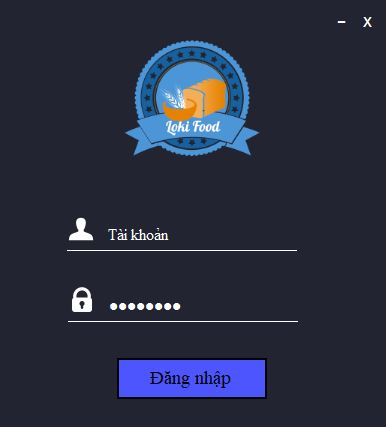 – X
Loki Food
Tài khoản
••••••••
Đăng nhập